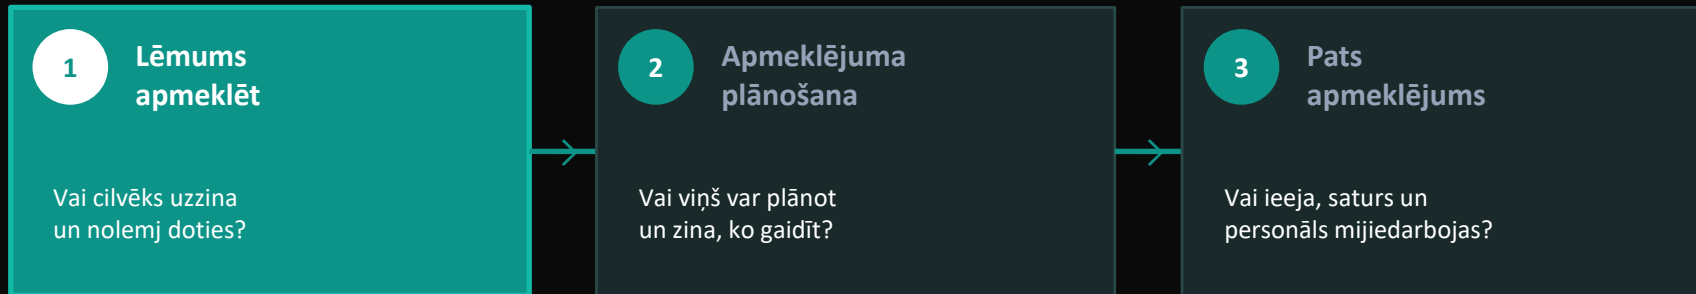 1
Lēmums
apmeklēt
Vai cilvēks uzzina
un nolemj doties?
2
Apmeklējuma
plānošana
Vai viņš var plānot
un zina, ko gaidīt?
3
Pats
apmeklējums
Vai ieeja, saturs un
personāls mijiedarbojas?